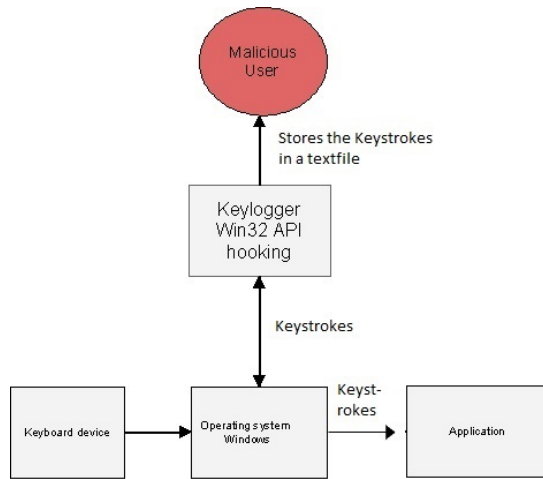 Malicious
User
Stores the Keystrokes
in a textfile
Keylogger
Win32 API
hooking
Keystrokes
Keyboard device
Operating system
Windows
Keyst-
rokes
Application